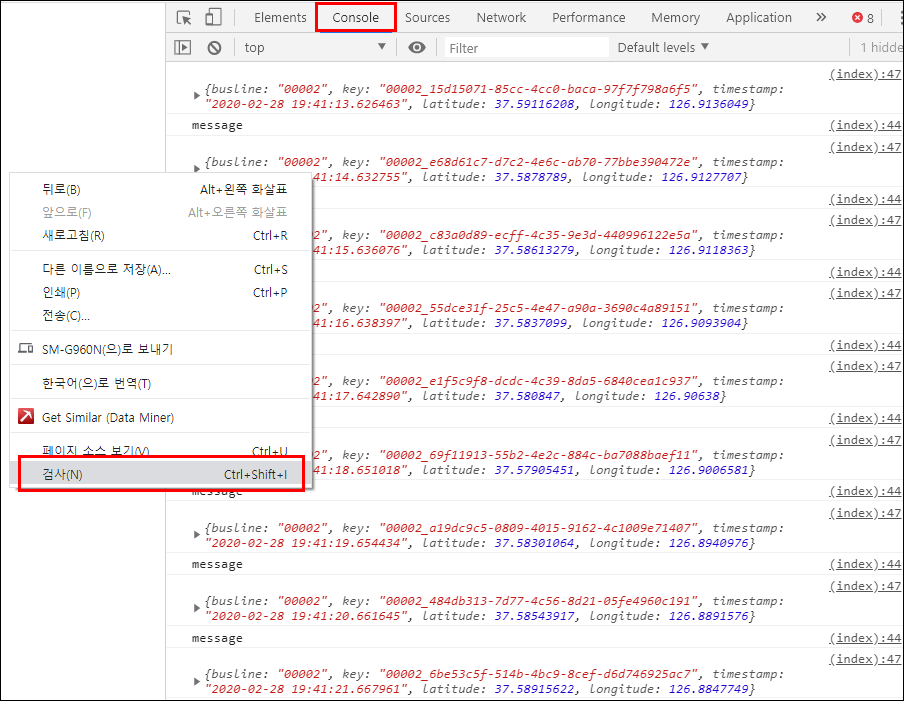 Elements Console Sources Network Performance Memory Application » 8
top ▼ Filter Default levels ▼ 1 hidde
(index):47
{busline: "00002", key: "00002_15d15071-85cc-4cc0-baca-97f7f798a6f5", timestamp:
"2020-02-28 19:41:13.626463", latitude: 37.59116208, longitude: 126.9136049}
message (index):44
(index):47
{busline: "00002", key: "00002_e68d61c7-d7c2-4e6c-ab70-77bbe390472e", timestamp:
41:14.632755", latitude: 37.5878789, longitude: 126.9127707}
(index):44
(index):47
2", key: "00002_c83a0d89-ecff-4c35-9e3d-440996122e5a", timestamp:
41:15.636076", latitude: 37.58613279, longitude: 126.9118363}
(index):44
(index):47
2", key: "00002_55dce31f-25c5-4e47-a90a-3690c4a89151", timestamp:
41:16.638397", latitude: 37.5837099, longitude: 126.9093904}
(index):44
(index):47
2", key: "00002_e1f5c9f8-dcdc-4c39-8da5-6840cea1c937", timestamp:
41:17.642890", latitude: 37.580847, longitude: 126.90638}
(index):44
(index):47
2", key: "00002_69f11913-55b2-4e2c-884c-ba7088baef11", timestamp:
41:18.651018", latitude: 37.57905451, longitude: 126.9006581}
message (index):44
(index):47
{busline: "00002", key: "00002_a19dc9c5-0809-4015-9162-4c1009e71407", timestamp:
"2020-02-28 19:41:19.654434", latitude: 37.58301064, longitude: 126.8940976}
message (index):44
(index):47
{busline: "00002", key: "00002_484db313-7d77-4c56-8d21-05fe4960c191", timestamp:
"2020-02-28 19:41:20.661645", latitude: 37.58543917, longitude: 126.8891576}
message (index):44
(index):47
{busline: "00002", key: "00002_6be53c5f-514b-4bc9-8cef-d6d746925ac7", timestamp:
"2020-02-28 19:41:21.667961", latitude: 37.58915622, longitude: 126.8847749}
뒤로(B) Alt+왼쪽 화살표
앞으로(F) Alt+오른쪽 화살표
새로고침(R) Ctrl+R
다른 이름으로 저장(A)... Ctrl+S
인쇄(P) Ctrl+P
전송(C)...
SM-G960N(으)로 보내기
한국어(으)로 번역(T)
Get Similar (Data Miner)
페이지 소스 보기(V) Ctrl+U
검사(N) Ctrl+Shift+I